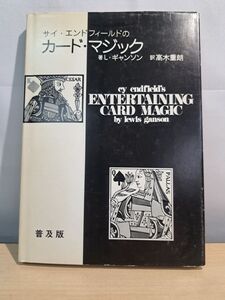 サイ・エンドフィールドの
カード・マジック
著L・ギャンソン 訳高木重朗
cy endfield's
ENTERTAINING
CARD MAGIC
by lewis ganson
PALLAS
普及版